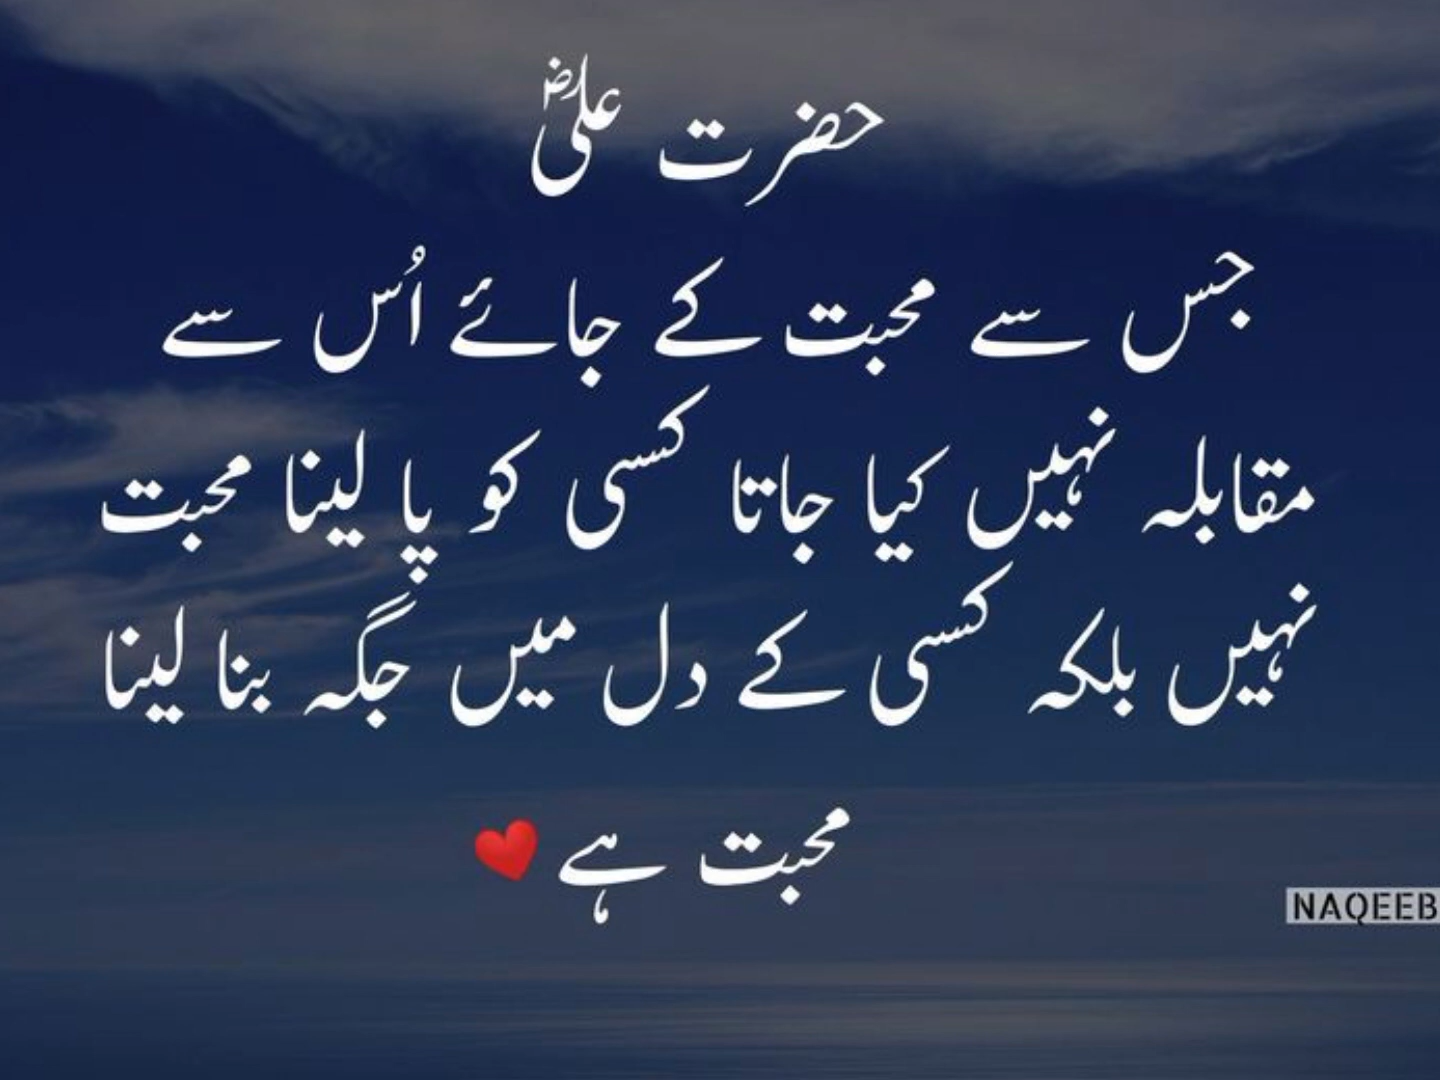 حضرت علیؓ
جس سے محبت کے جائے اُس سے
مقابلہ نہیں کیا جاتا کسی کو پا لینا محبت
نہیں بلکہ کسی کے دل میں جگہ بنا لینا
محبت ہے ❤️
NAQEEB